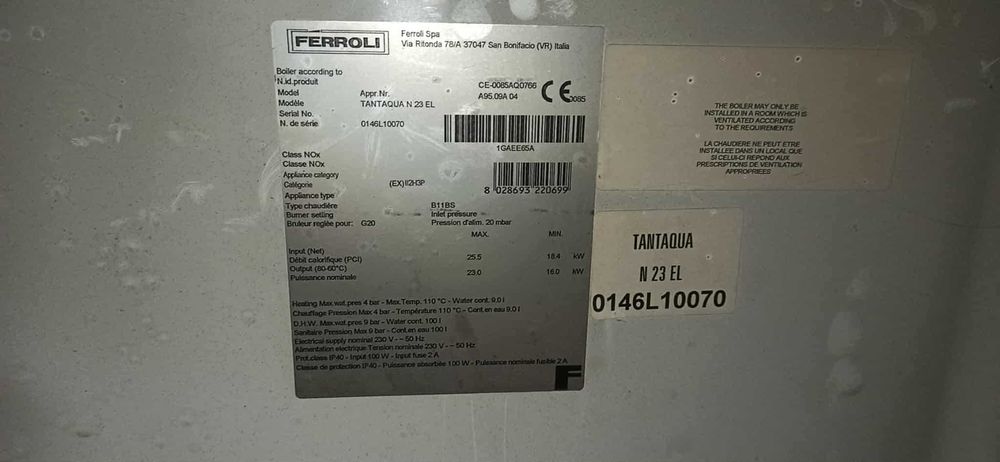 FERROLI
Ferroli Spa
Via Ritonda 78/A 37047 San Bonifacio (VR) Italia
Boiler according to
N.id.produit CE-0085AQ0766
Model Appr.Nr. A95.09A 04 CE 0085
Modèle TANTAQUA N 23 EL
Serial No.
N. de série 0146L10070
1GAEE65A
Class NOx
Classe NOx
Appliance category
Catégorie (EX)II2H3P
8 028693 220699
Appliance type
Type chaudière B11BS
Burner setting Inlet pressure
Bruleur reglée pour: G20 Pression d'alim. 20 mbar
MAX. MIN.
Input (Net)
Débit calorifique (PCI) 25.5 18.4 kW
Output (80-60°C)
Puissance nominale 23.0 16.0 kW
Heating Max.wat.pres 4 bar - Max.Temp. 110 °C - Water cont. 9.0 l
Chauffage Pression Max 4 bar - Température 110 °C - Cont.en eau 9.0 l
D.H.W. Max.wat.pres 9 bar - Water cont. 100 l
Sanitaire Pression Max 9 bar - Cont.en eau 100 l
Electrical supply nominal 230 V - ~ 50 Hz
Alimentation electrique Tension nominale 230 V - ~ 50 Hz
Prot.class IP40 - Input 100 W - Input fuse 2 A
Classe de protection IP40 - Puissance absorbée 100 W - Puissance nominale fusible 2 A
F
THE BOILER MAY ONLY BE
INSTALLED IN A ROOM WHICH IS
VENTILATED ACCORDING
TO THE REQUIREMENTS
LA CHAUDIERE NE PEUT ETRE
INSTALLEE DANS UN LOCAL QUE
SI CELUI-CI REPOND AUX
PRESCRIPTIONS DE VENTILATION
APPROPRIEES
TANTAQUA
N 23 EL
0146L10070